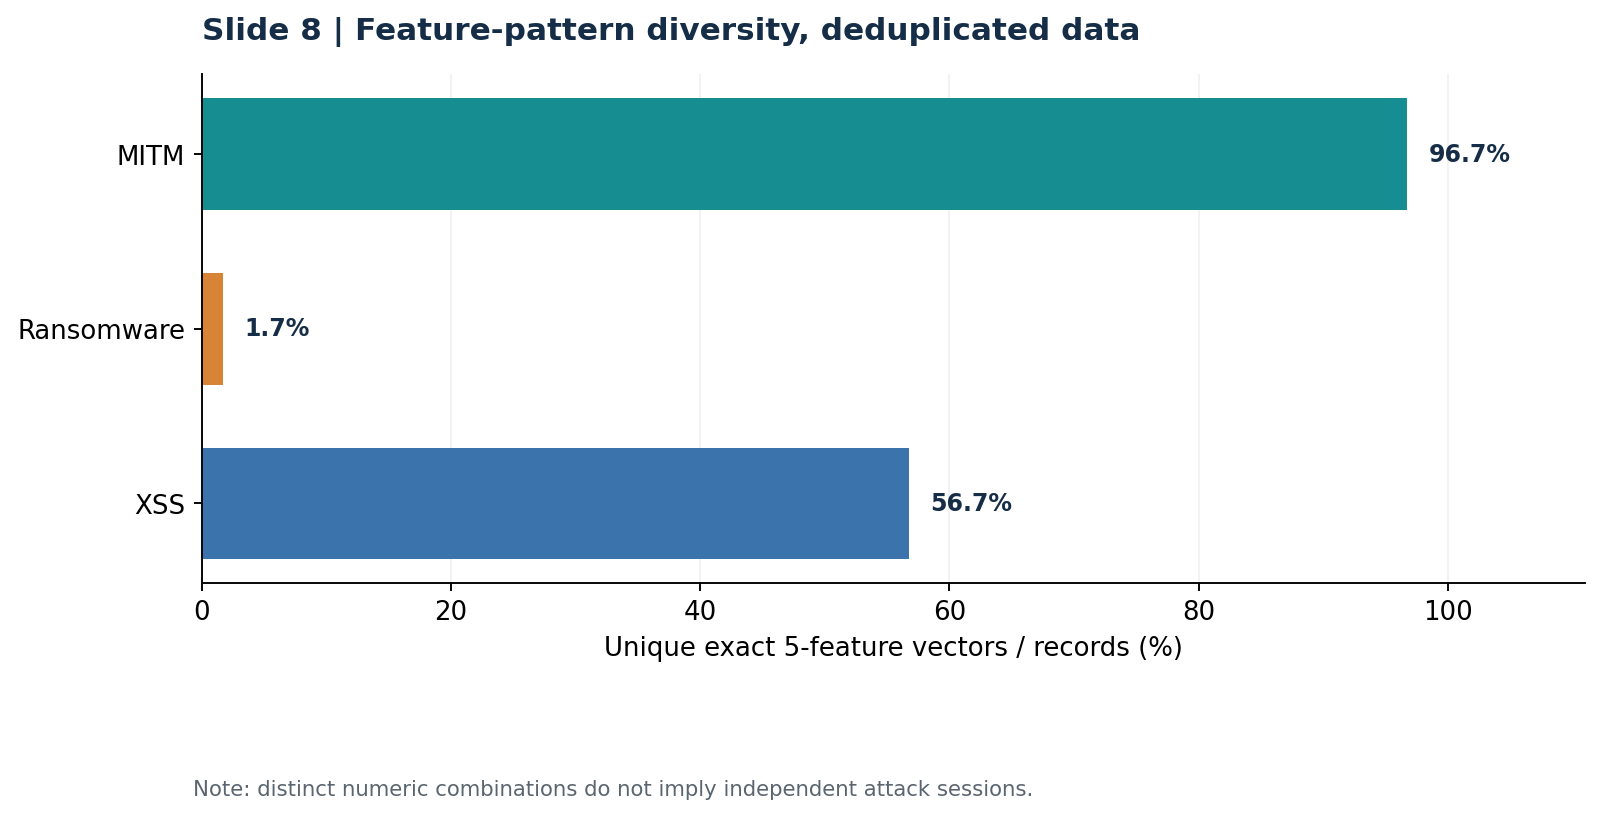 Slide 8 | Feature-pattern diversity, deduplicated data
MITM
96.7%
Ransomware
1.7%
XSS
56.7%
0 20 40 60 80 100
Unique exact 5-feature vectors / records (%)
Note: distinct numeric combinations do not imply independent attack sessions.